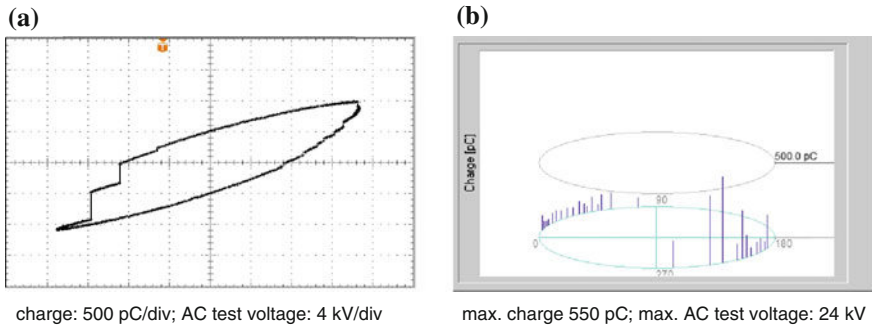 (a)
(b)
Charge [pC]
500.0 pC
90
0
180
270
charge: 500 pC/div; AC test voltage: 4 kV/div
max. charge 550 pC; max. AC test voltage: 24 kV